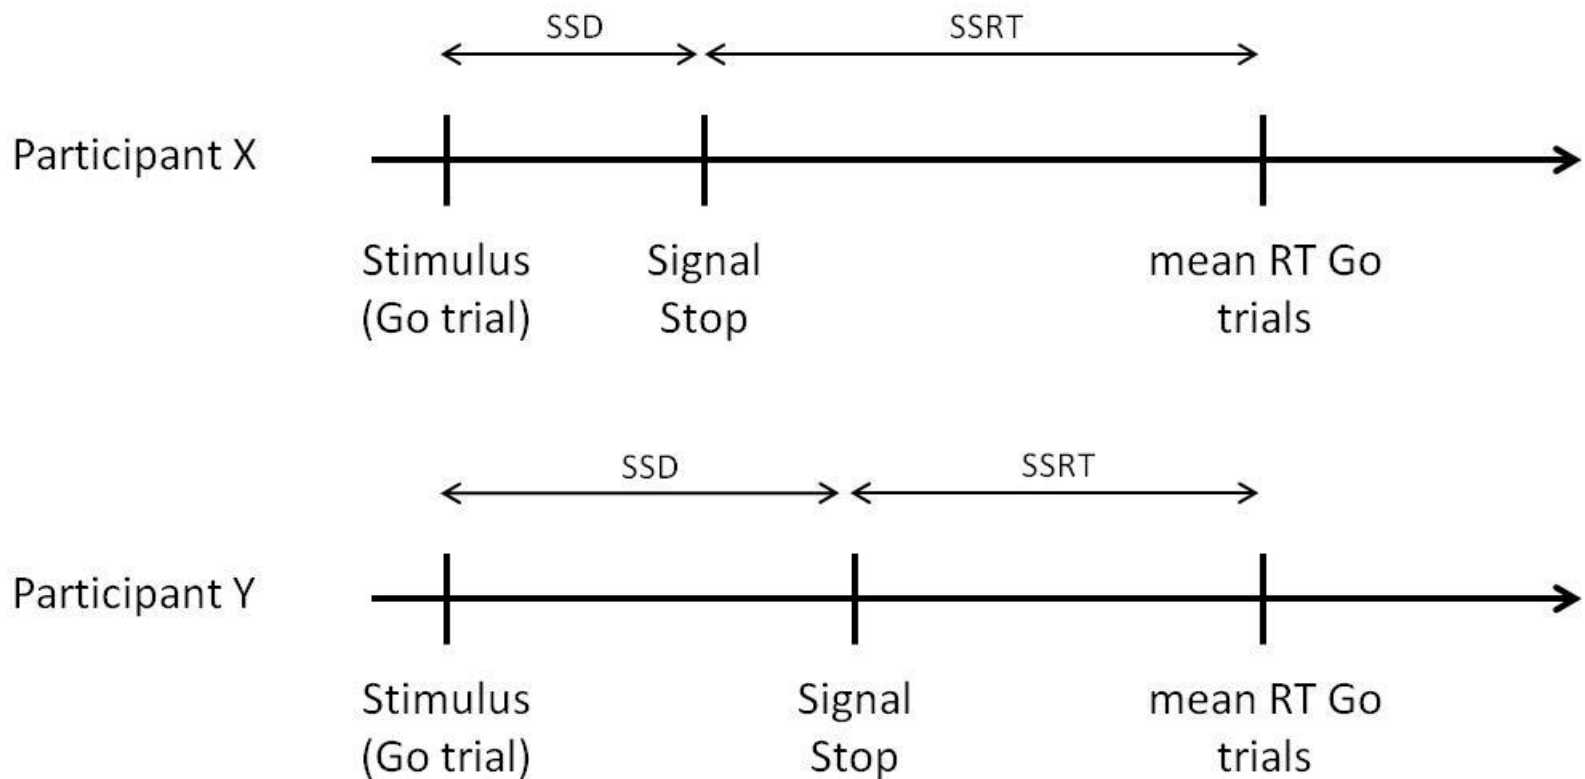 SSD SSRT
Participant X
Stimulus Signal mean RT Go
(Go trial) Stop trials
SSD SSRT
Participant Y
Stimulus Signal mean RT Go
(Go trial) Stop trials